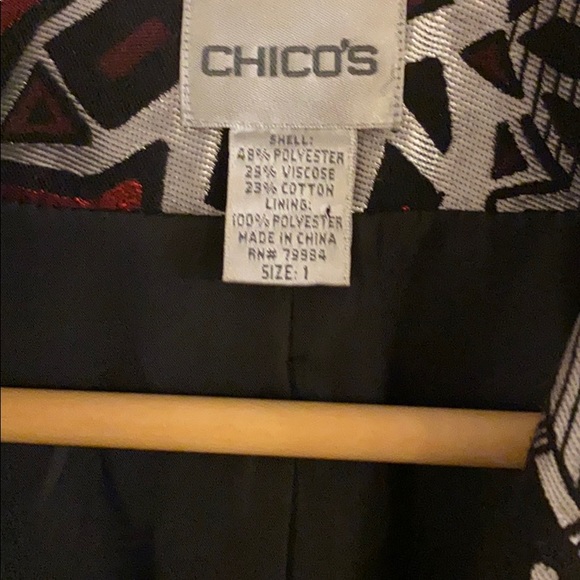 CHICO'S
SHELL:
48% POLYESTER
29% VISCOSE
23% COTTON
LINING:
100% POLYESTER
MADE IN CHINA
RN# 79984
SIZE: 1